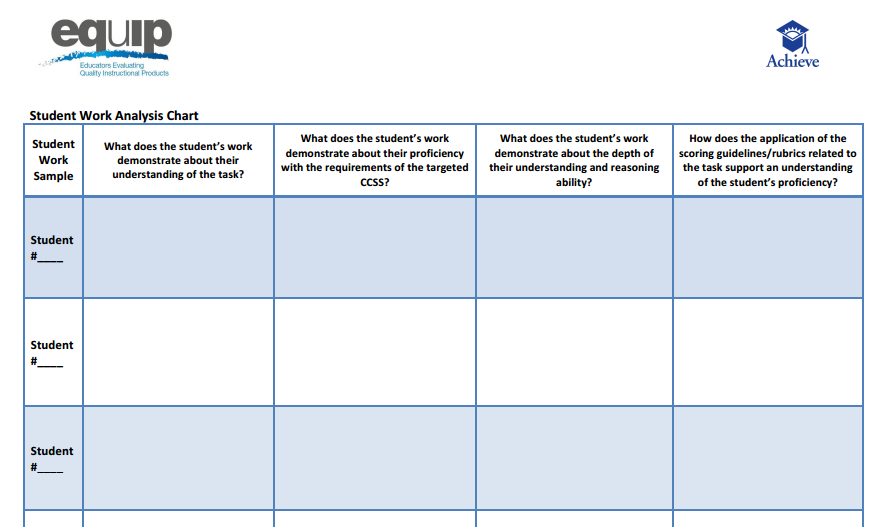 equip
Educators Evaluating
Quality Instructional Products
Achieve
Student Work Analysis Chart
Student
Work
Sample
What does the student's work
demonstrate about their
understanding of the task?
What does the student's work
demonstrate about their proficiency
with the requirements of the targeted
CCSS?
What does the student's work
demonstrate about the depth of
their understanding and reasoning
ability?
How does the application of the
scoring guidelines/rubrics related to
the task support an understanding
of the student's proficiency?
Student
#____
Student
#____
Student
#____